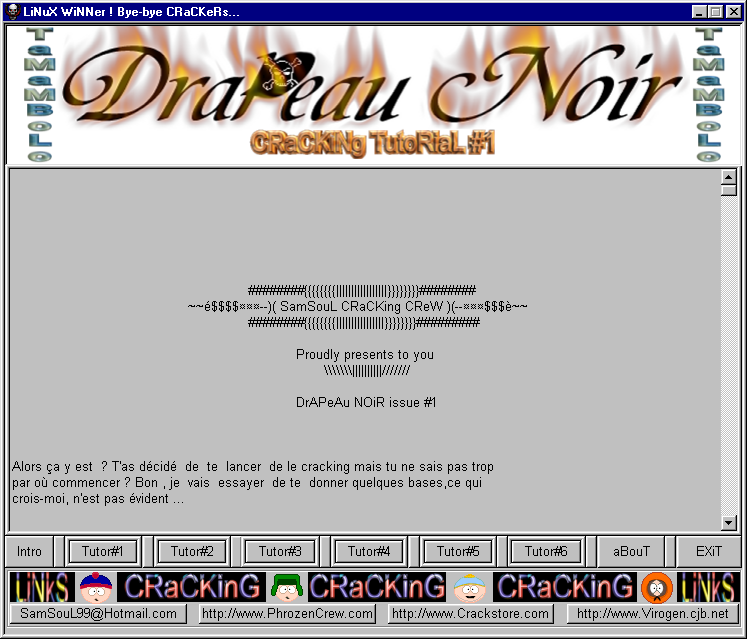 LiNuX WiNNer ! Bye-bye CRaCKeRs...
TaMaMBOLO
DraPeau Noir
TaMaMBOLO
CRaCKiNg TutoRiaL #1
########{{{{{{{{||||||||||||||||||}}}}}}}}########
~~é$$$$¤¤¤--)( SamSouL CRaCKing CReW )(--¤¤¤$$$è~~
########{{{{{{{{||||||||||||||||||}}}}}}}}#########
Proudly presents to you
\\\\\\\||||||||||///////
DrAPeAu NOiR issue #1
Alors ça y est  ? T'as décidé  de  te  lancer  de le cracking mais tu ne sais pas trop
par où commencer ? Bon , je  vais  essayer  de te  donner quelques bases,ce qui
crois-moi, n'est pas évident ...
Intro Tutor#1 Tutor#2 Tutor#3 Tutor#4 Tutor#5 Tutor#6 aBouT EXiT
LiNkS CRaCKinG CRaCKinG CRaCKinG LiNkS
SamSouL99@Hotmail.com http://www.PhrozenCrew.com http://www.Crackstore.com http://www.Virogen.cjb.net